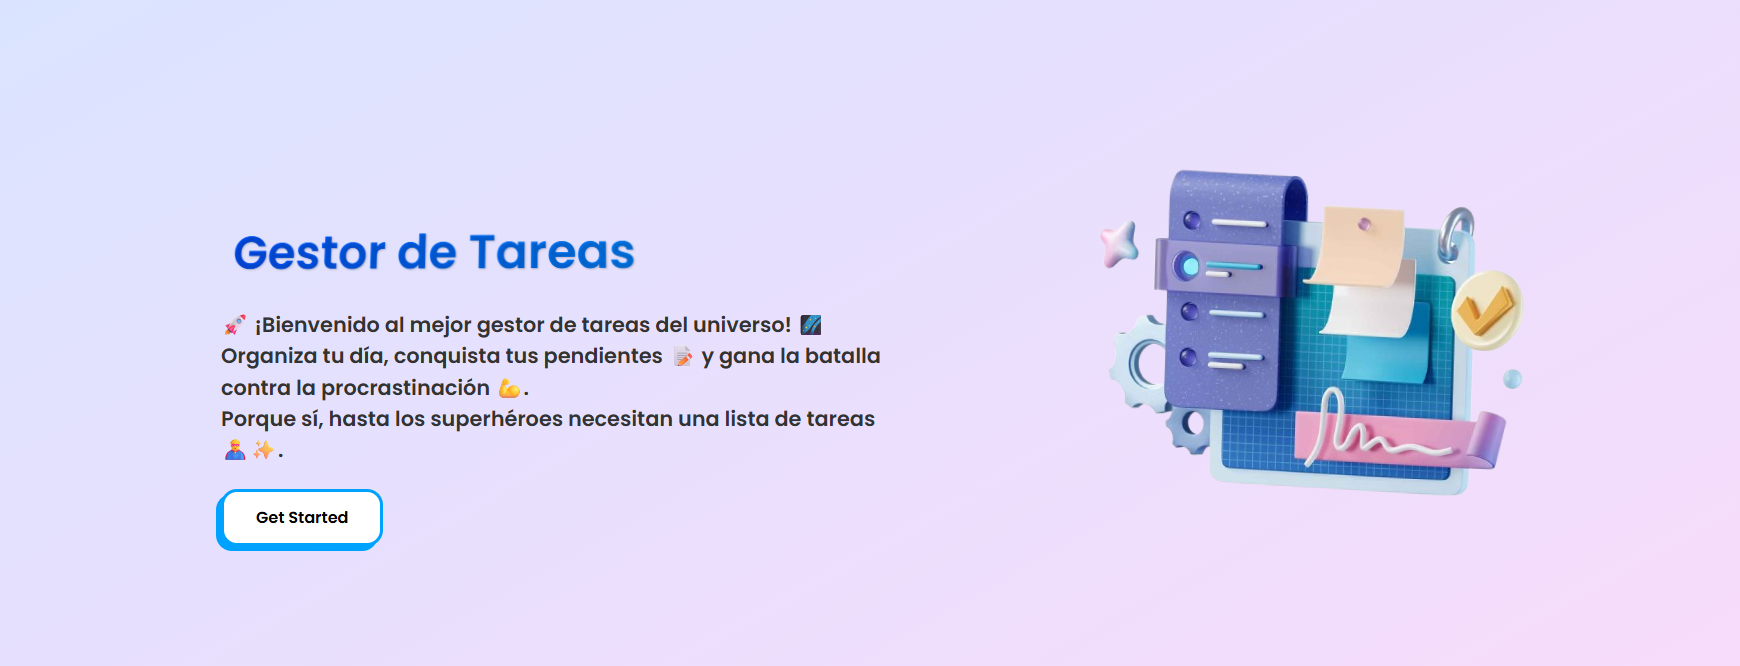 Gestor de Tareas
🚀 ¡Bienvenido al mejor gestor de tareas del universo! 🌌
Organiza tu día, conquista tus pendientes 📝 y gana la batalla
contra la procrastinación 💪.
Porque sí, hasta los superhéroes necesitan una lista de tareas
🦸‍♂️✨.
Get Started